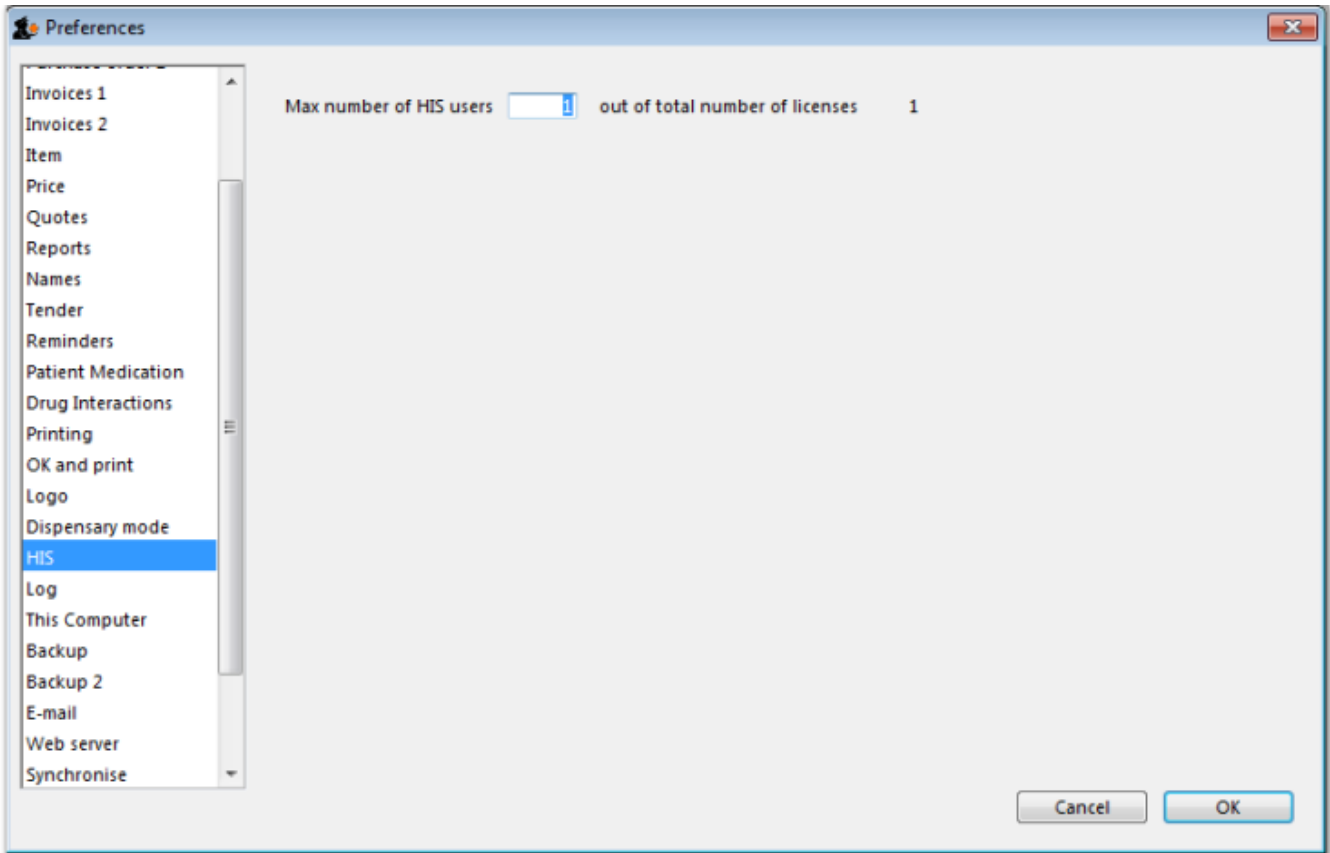 Preferences
Invoices 1
Invoices 2
Item
Price
Quotes
Reports
Names
Tender
Reminders
Patient Medication
Drug Interactions
Printing
OK and print
Logo
Dispensary mode
HIS
Log
This Computer
Backup
Backup 2
E-mail
Web server
Synchronise
Max number of HIS users 1 out of total number of licenses 1
Cancel OK